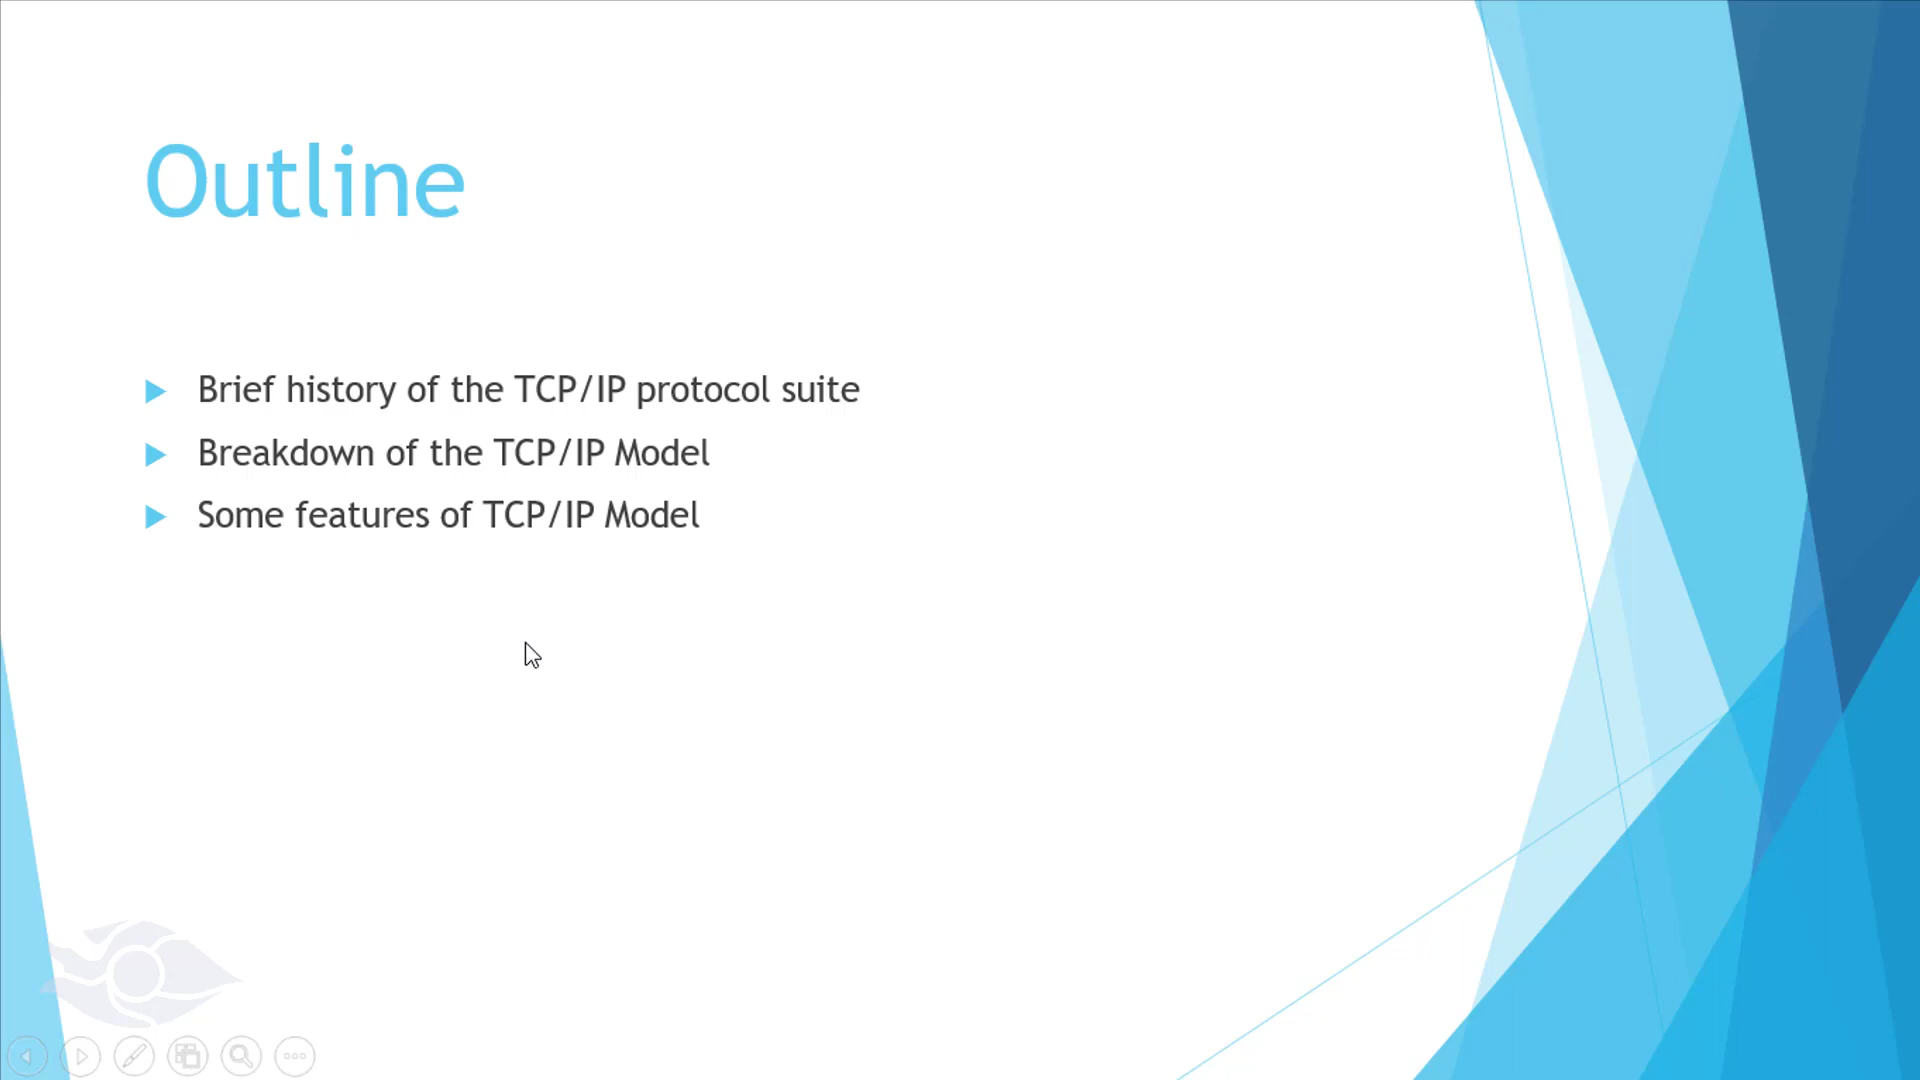 Outline
Brief history of the TCP/IP protocol suite
Breakdown of the TCP/IP Model
Some features of TCP/IP Model